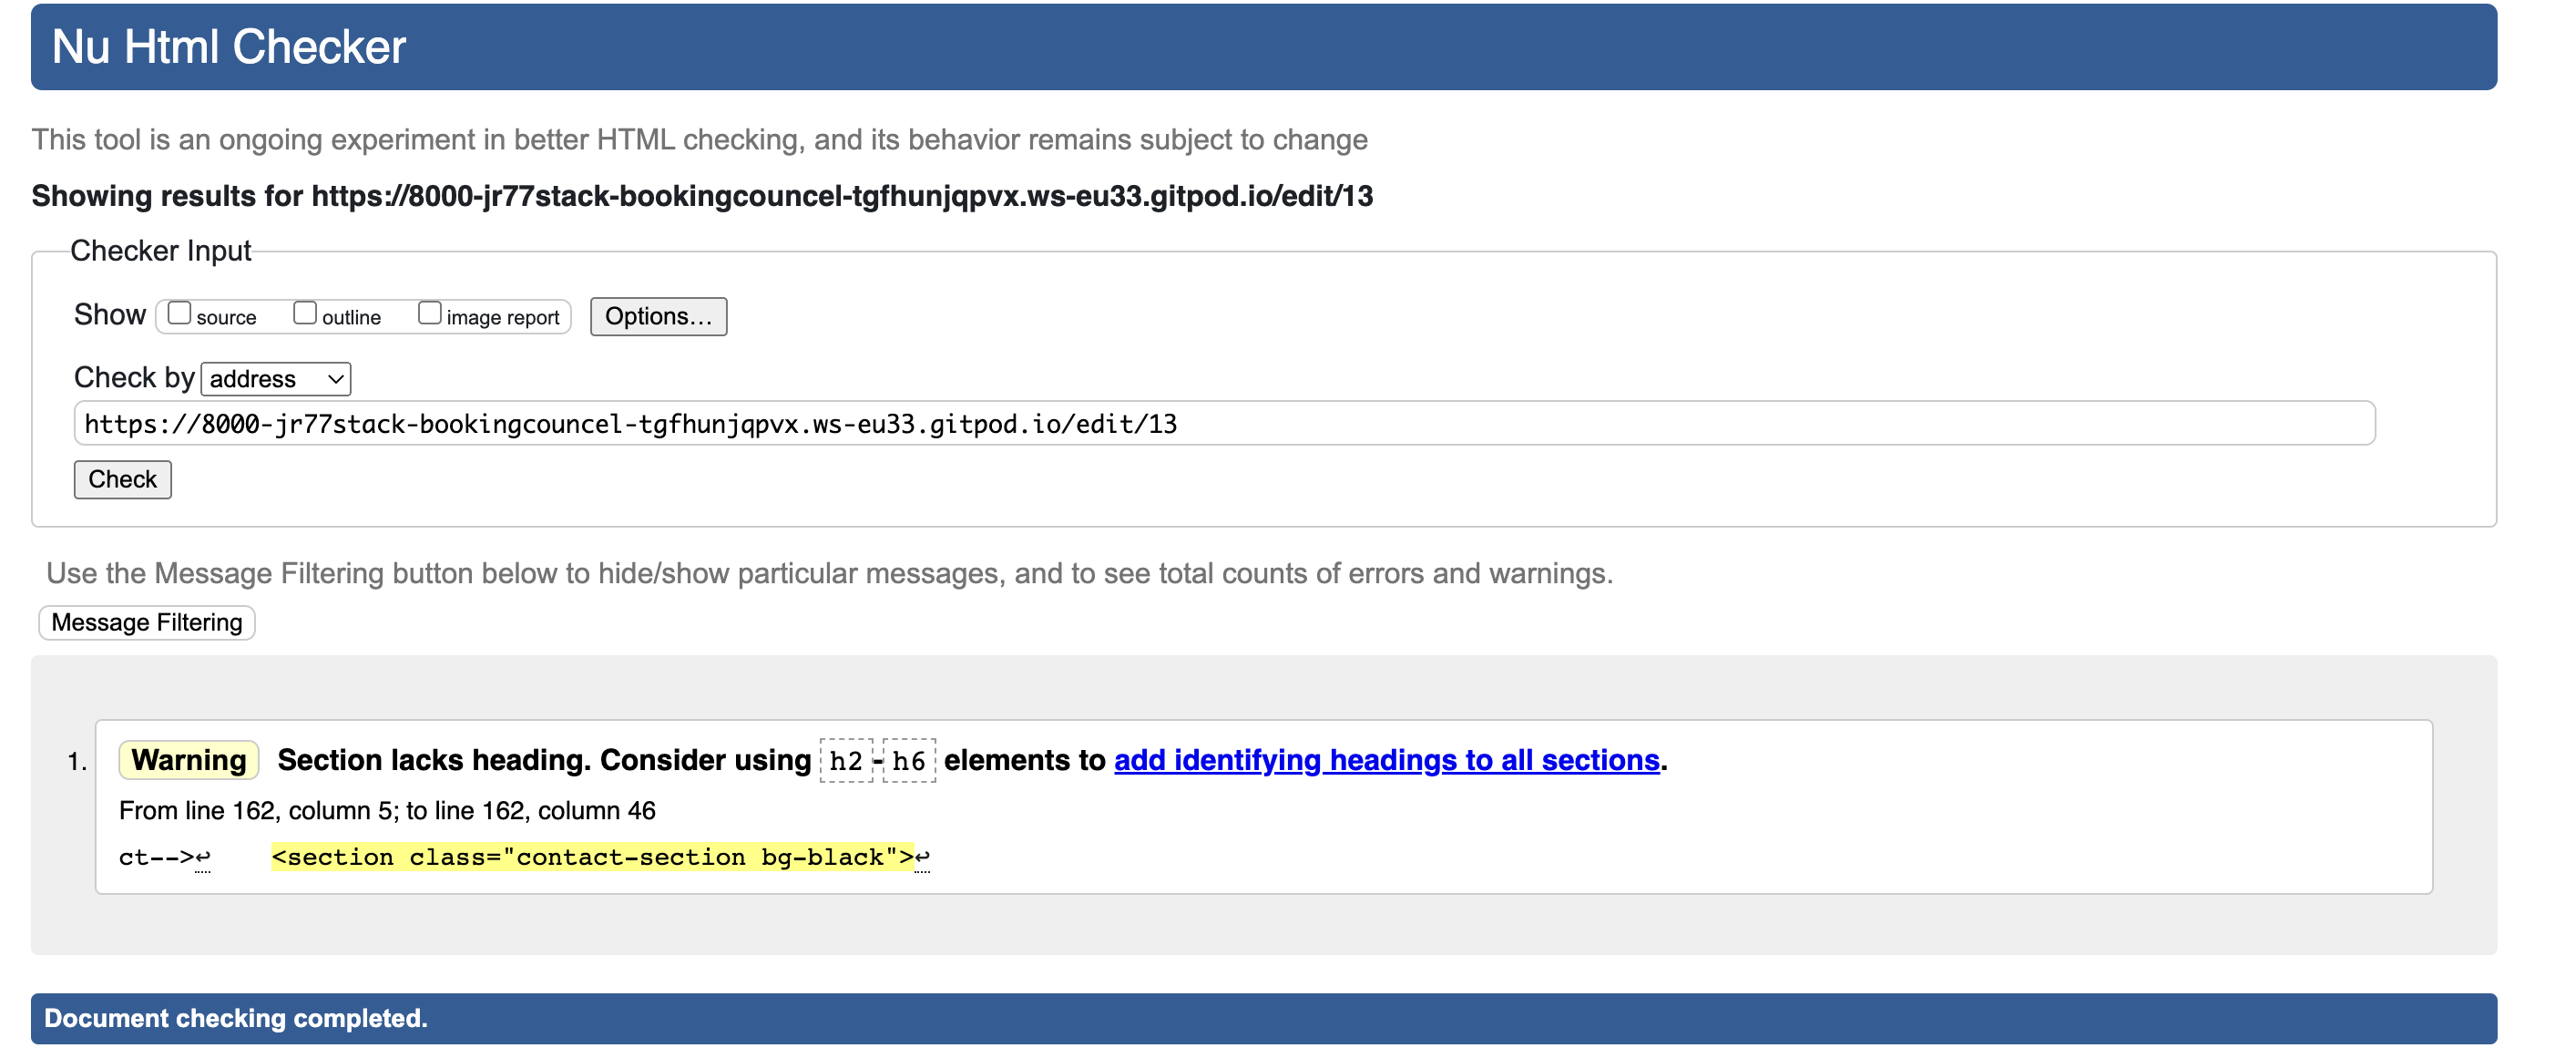 Nu Html Checker
This tool is an ongoing experiment in better HTML checking, and its behavior remains subject to change
Showing results for https://8000-jr77stack-bookingcouncel-tgfhunjqpvx.ws-eu33.gitpod.io/edit/13
Checker Input
Show source outline image report Options...
Check by address
https://8000-jr77stack-bookingcouncel-tgfhunjqpvx.ws-eu33.gitpod.io/edit/13
Check
Use the Message Filtering button below to hide/show particular messages, and to see total counts of errors and warnings.
Message Filtering
1. Warning Section lacks heading. Consider using h2-h6 elements to add identifying headings to all sections.
From line 162, column 5; to line 162, column 46
ct-->↩ <section class="contact-section bg-black">↩
Document checking completed.